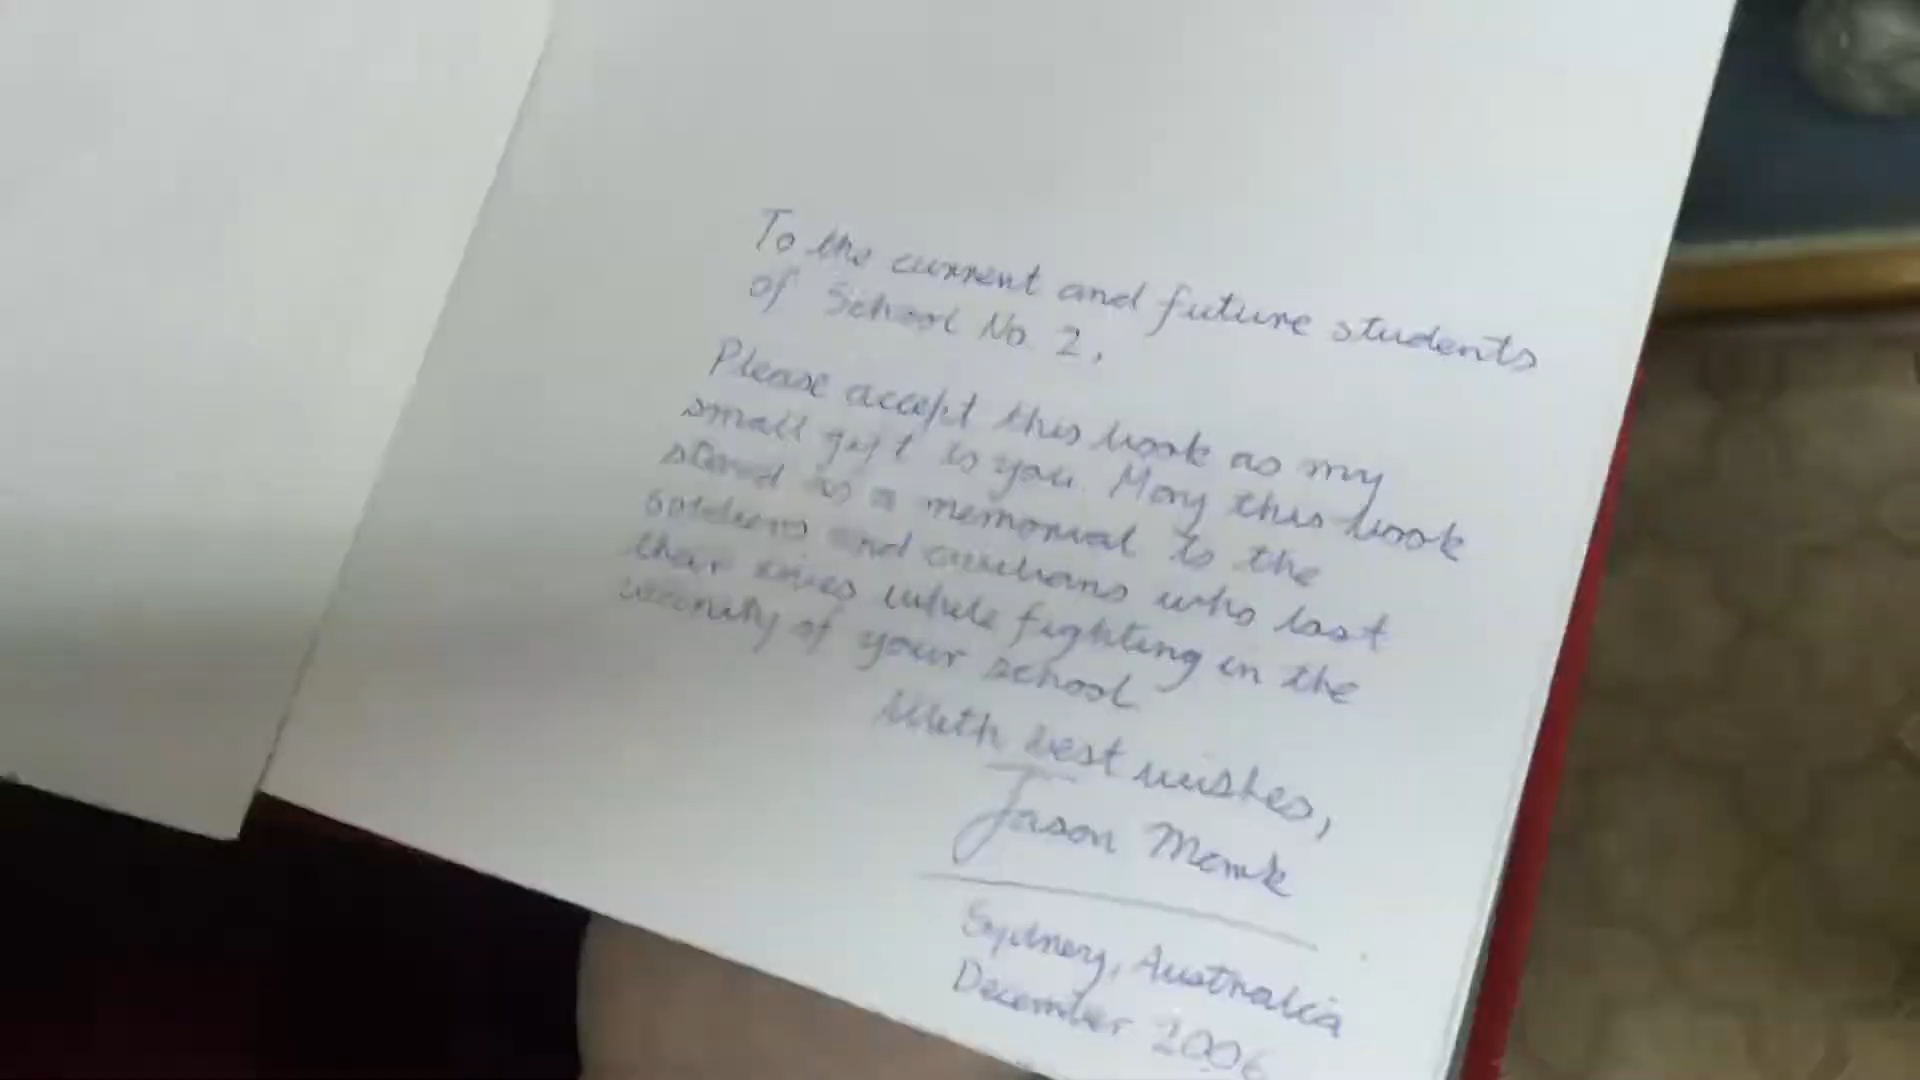 To the current and future students
of School No. 2,
Please accept this book as my
small gift to you. May this book
stand as a memorial to the
soldiers and civilians who lost
their lives while fighting in the
vicinity of your school
With best wishes,
Jason Mark
Sydney, Australia
December 2006